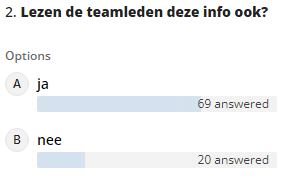 2. Lezen de teamleden deze info ook?
Options
A ja
69 answered
B nee
20 answered